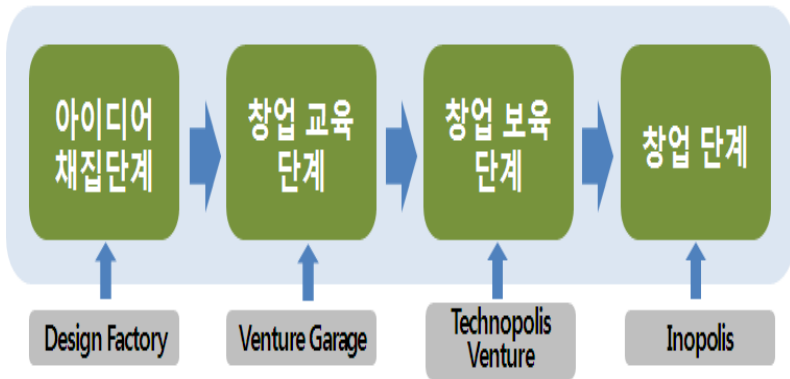 아이디어
채집단계
창업 교육
단계
창업 보육
단계
창업 단계
Design Factory
Venture Garage
Technopolis
Venture
Inopolis